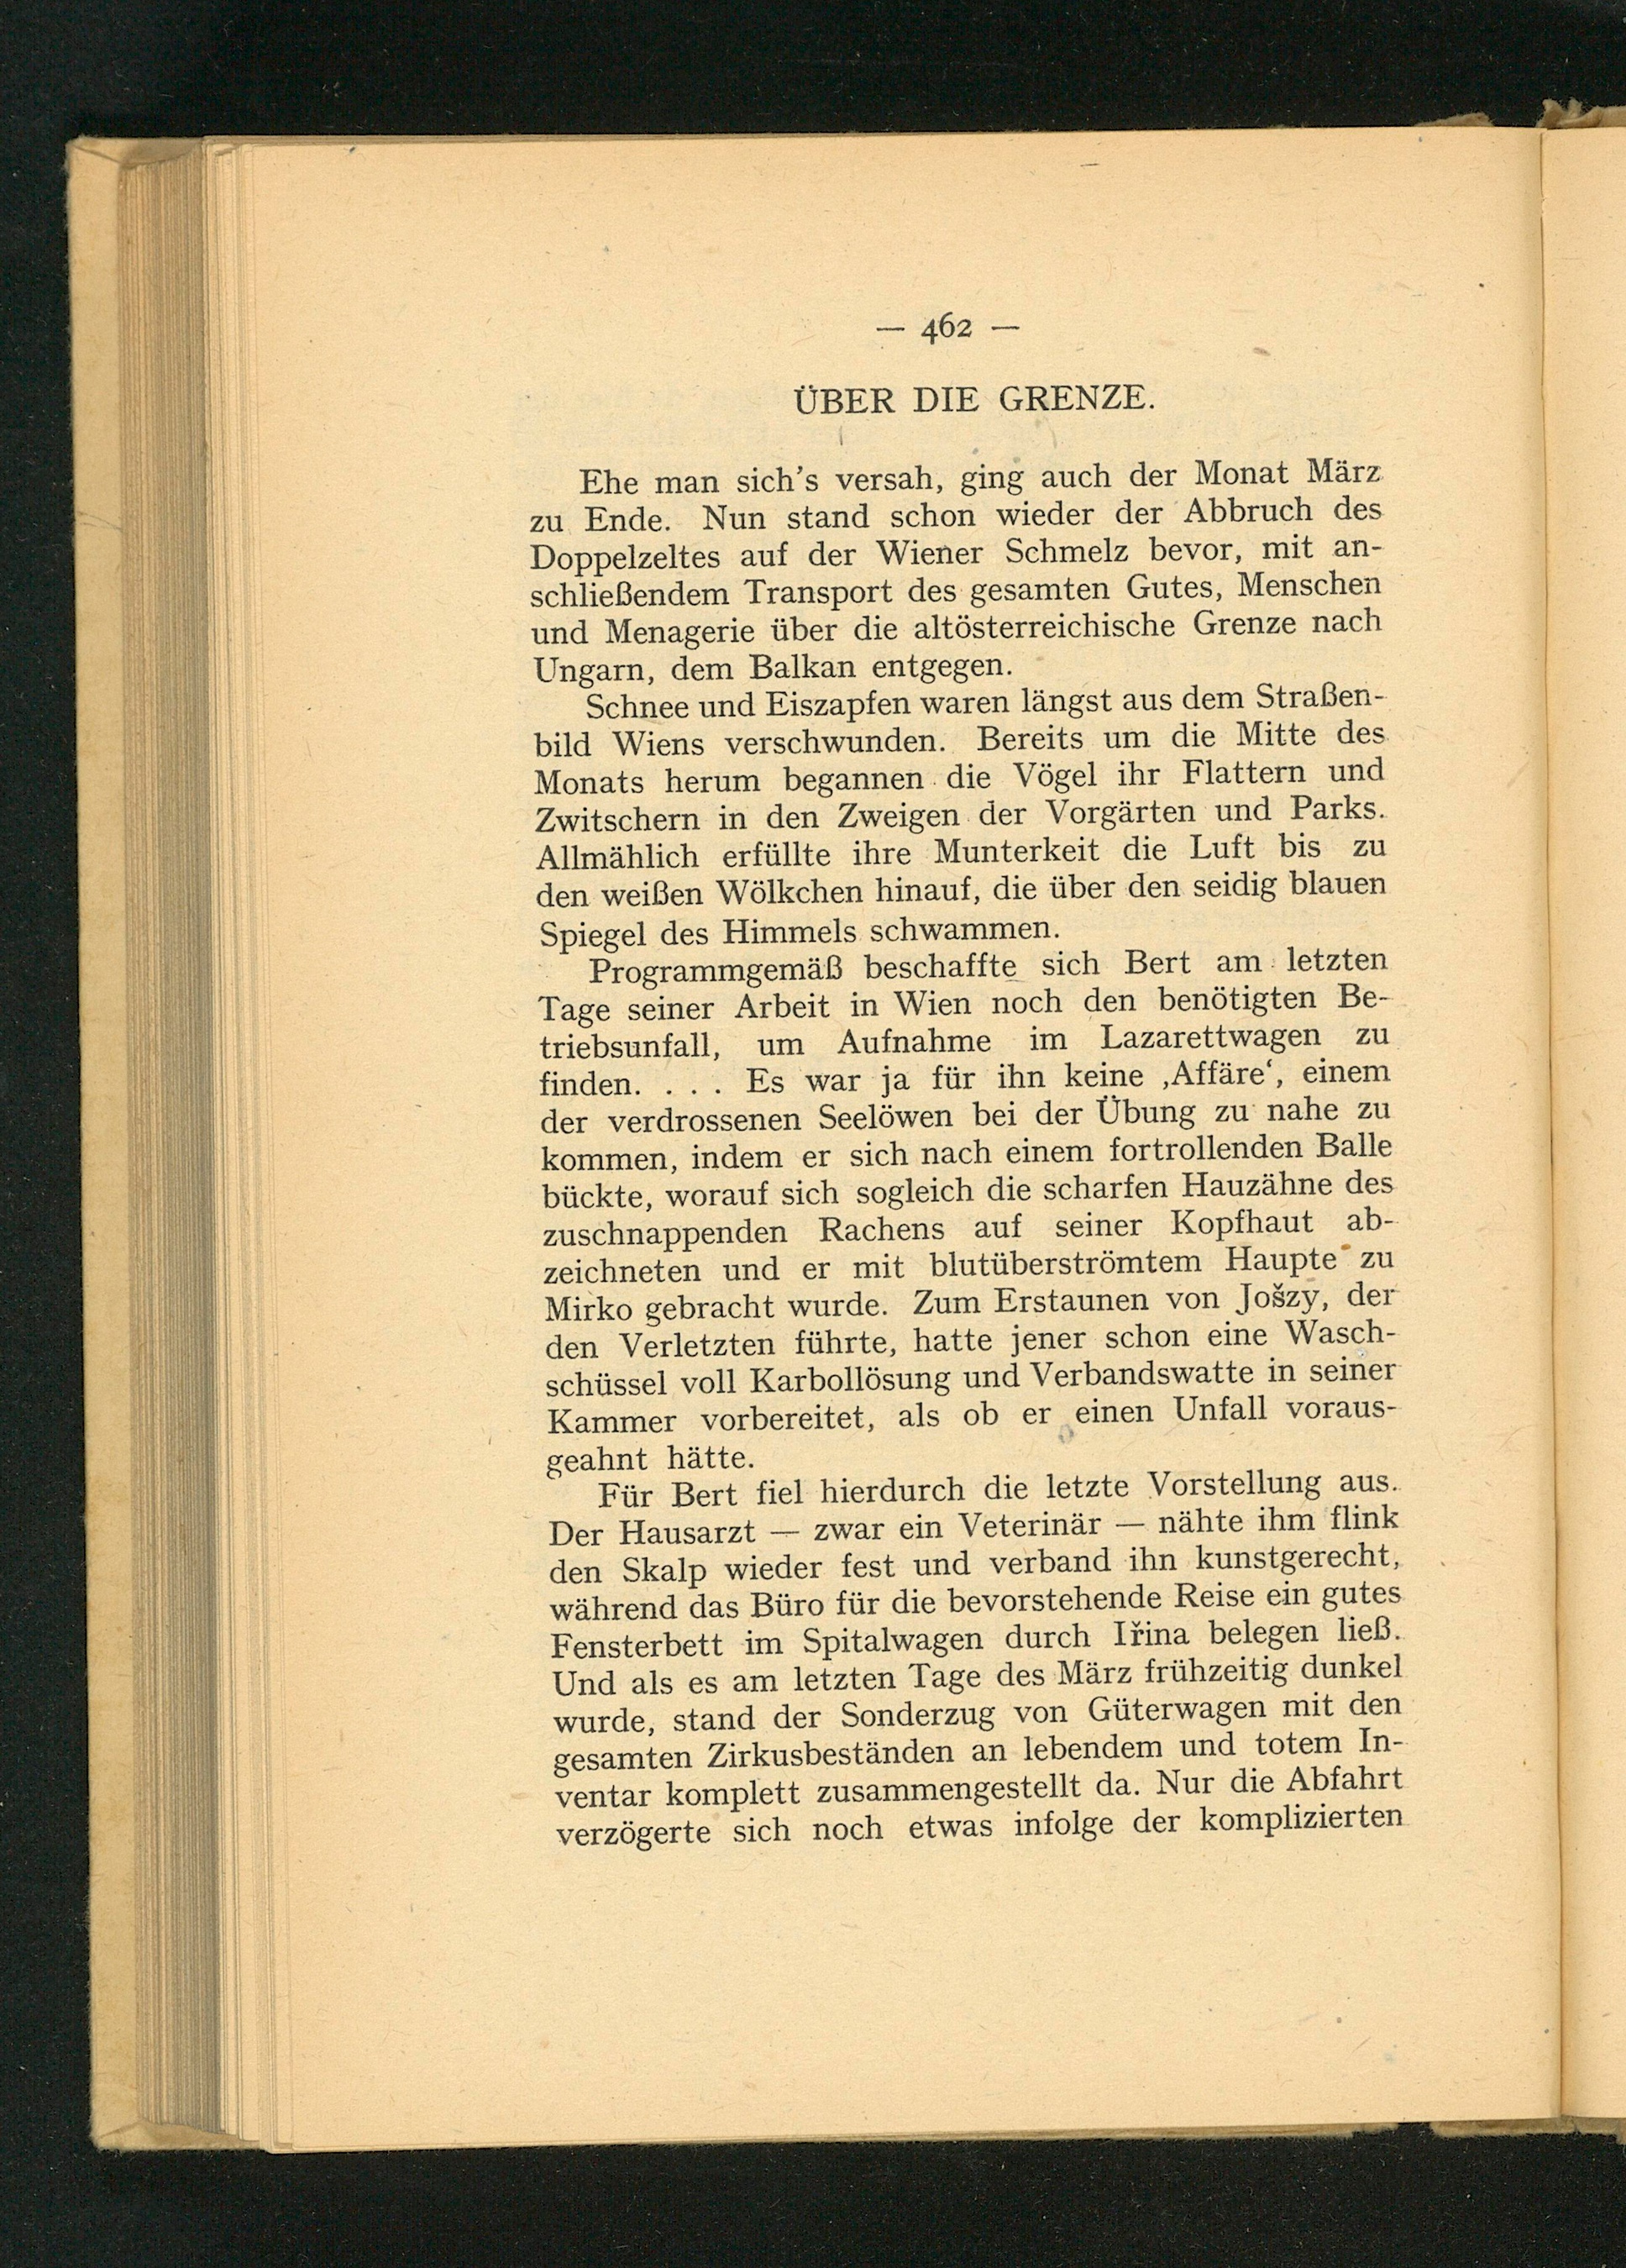 — 462 —
ÜBER DIE GRENZE.
Ehe man sich's versah, ging auch der Monat März
zu Ende. Nun stand schon wieder der Abbruch des
Doppelzeltes auf der Wiener Schmelz bevor, mit an-
schließendem Transport des gesamten Gutes, Menschen
und Menagerie über die altösterreichische Grenze nach
Ungarn, dem Balkan entgegen.
Schnee und Eiszapfen waren längst aus dem Straßen-
bild Wiens verschwunden. Bereits um die Mitte des
Monats herum begannen die Vögel ihr Flattern und
Zwitschern in den Zweigen der Vorgärten und Parks.
Allmählich erfüllte ihre Munterkeit die Luft bis zu
den weißen Wölkchen hinauf, die über den seidig blauen
Spiegel des Himmels schwammen.
Programmgemäß beschaffte sich Bert am letzten
Tage seiner Arbeit in Wien noch den benötigten Be-
triebsunfall, um Aufnahme im Lazarettwagen zu
finden. . . . Es war ja für ihn keine ‚Affäre‘, einem
der verdrossenen Seelöwen bei der Übung zu nahe zu
kommen, indem er sich nach einem fortrollenden Balle
bückte, worauf sich sogleich die scharfen Hauzähne des
zuschnappenden Rachens auf seiner Kopfhaut ab-
zeichneten und er mit blutüberströmtem Haupte zu
Mirko gebracht wurde. Zum Erstaunen von Jošzy, der
den Verletzten führte, hatte jener schon eine Wasch-
schüssel voll Karbollösung und Verbandswatte in seiner
Kammer vorbereitet, als ob er einen Unfall voraus-
geahnt hätte.
Für Bert fiel hierdurch die letzte Vorstellung aus.
Der Hausarzt — zwar ein Veterinär — nähte ihm flink
den Skalp wieder fest und verband ihn kunstgerecht,
während das Büro für die bevorstehende Reise ein gutes
Fensterbett im Spitalwagen durch Iřina belegen ließ.
Und als es am letzten Tage des März frühzeitig dunkel
wurde, stand der Sonderzug von Güterwagen mit den
gesamten Zirkusbeständen an lebendem und totem In-
ventar komplett zusammengestellt da. Nur die Abfahrt
verzögerte sich noch etwas infolge der komplizierten